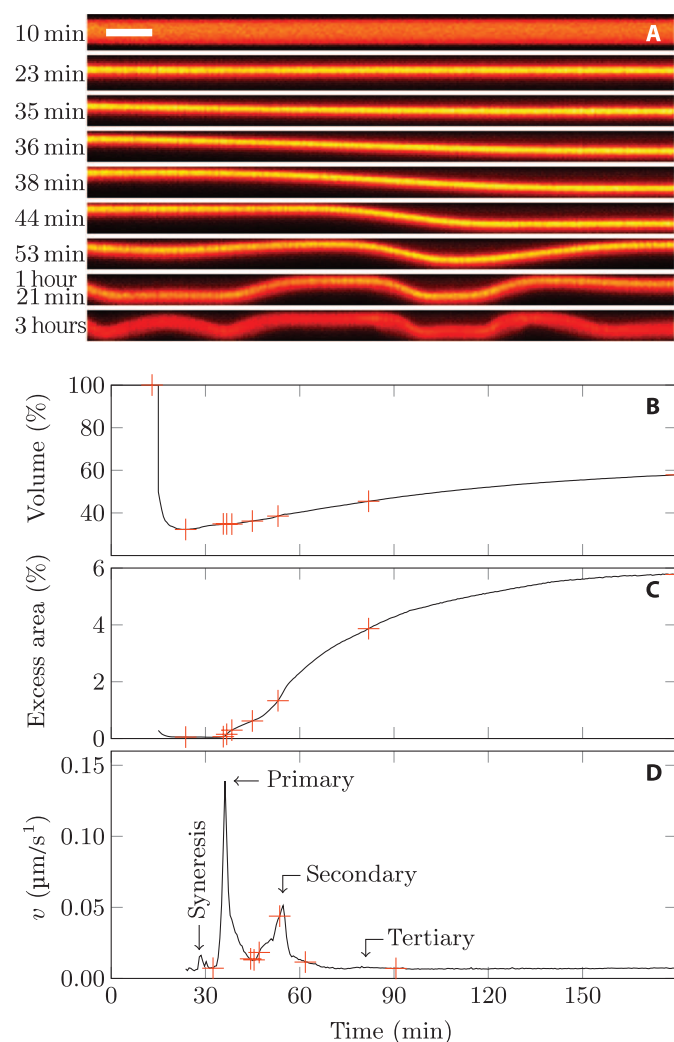 10 min
A
23 min
35 min
36 min
38 min
44 min
53 min
1 hour
21 min
3 hours
100
80
60
40
Volume (%)
B
6
4
2
0
Excess area (%)
C
0.15
0.10
0.05
0.00
v (µm/s¹)
D
Primary
Syneresis
Secondary
Tertiary
0 30 60 90 120 150
Time (min)